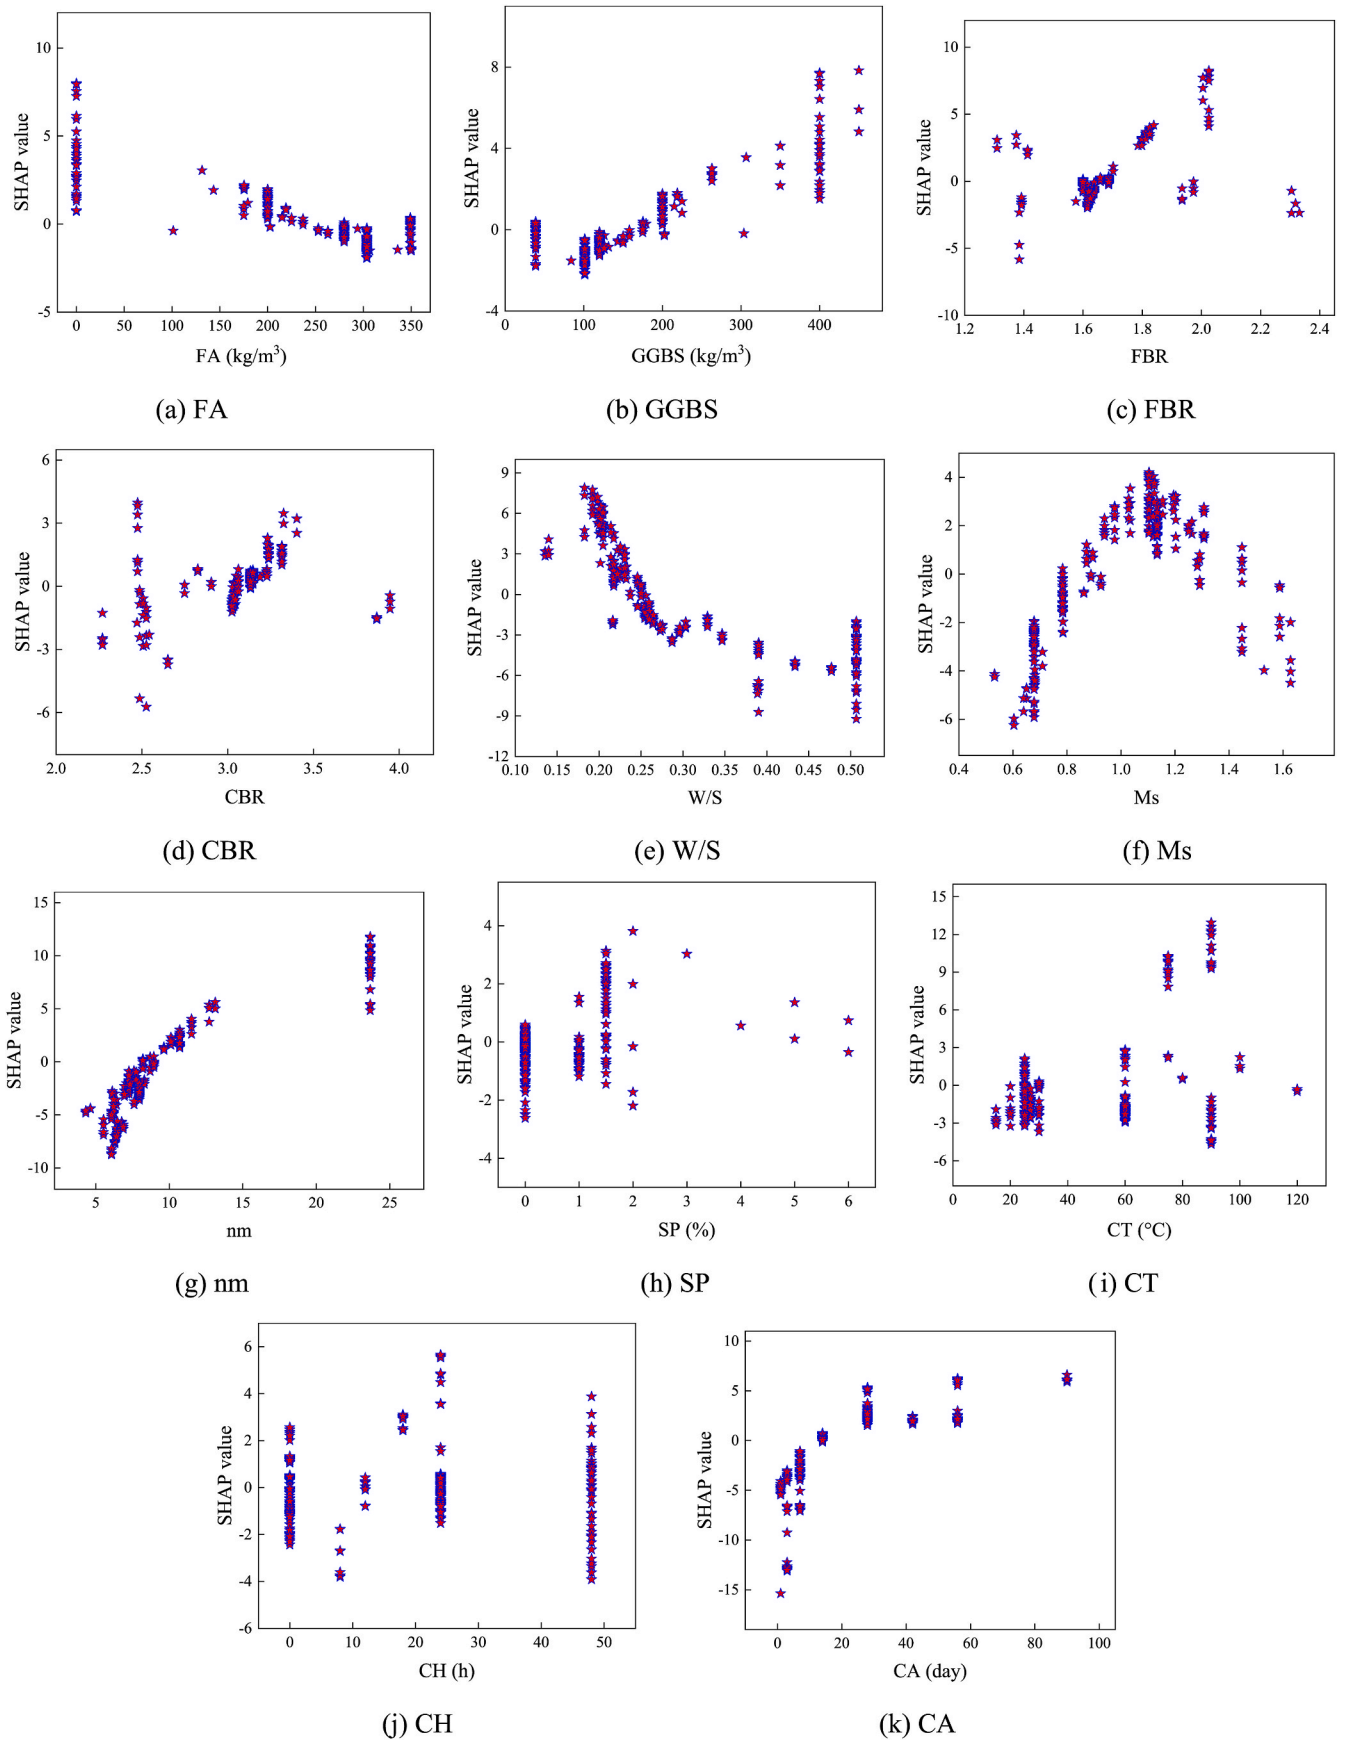 10
5
0
-5
SHAP value
0 50 100 150 200 250 300 350
FA (kg/m³)
(a) FA
8
4
0
-4
SHAP value
0 100 200 300 400
GGBS (kg/m³)
(b) GGBS
10
5
0
-5
-10
SHAP value
1.2 1.4 1.6 1.8 2.0 2.2 2.4
FBR
(c) FBR
6
3
0
-3
-6
SHAP value
2.0 2.5 3.0 3.5 4.0
CBR
(d) CBR
9
6
3
0
-3
-6
-9
-12
SHAP value
0.10 0.15 0.20 0.25 0.30 0.35 0.40 0.45 0.50
W/S
(e) W/S
4
2
0
-2
-4
-6
SHAP value
0.4 0.6 0.8 1.0 1.2 1.4 1.6
Ms
(f) Ms
15
10
5
0
-5
-10
SHAP value
5 10 15 20 25
nm
(g) nm
4
2
0
-2
-4
SHAP value
0 1 2 3 4 5 6
SP (%)
(h) SP
15
12
9
6
3
0
-3
-6
SHAP value
0 20 40 60 80 100 120
CT (°C)
(i) CT
6
4
2
0
-2
-4
-6
SHAP value
0 10 20 30 40 50
CH (h)
(j) CH
10
5
0
-5
-10
-15
SHAP value
0 20 40 60 80 100
CA (day)
(k) CA